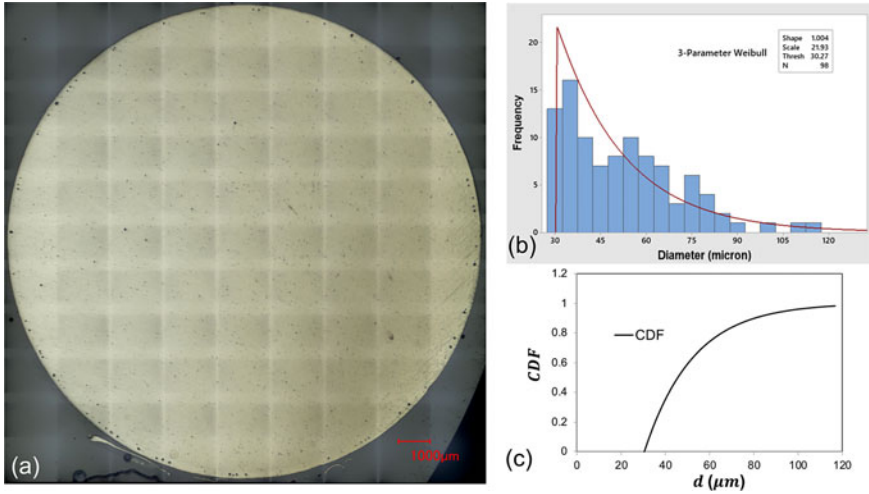 (a)
1000μm
3-Parameter Weibull
Shape 1.004
Scale 21.93
Thresh 30.27
N 98
Frequency
20
15
10
5
0
30 45 60 75 90 120
Diameter (micron)
(b)
CDF
1.2
1
0.8
0.6
0.4
0.2
0
CDF
0 20 40 60 80 100 120
d (μm)
(c)